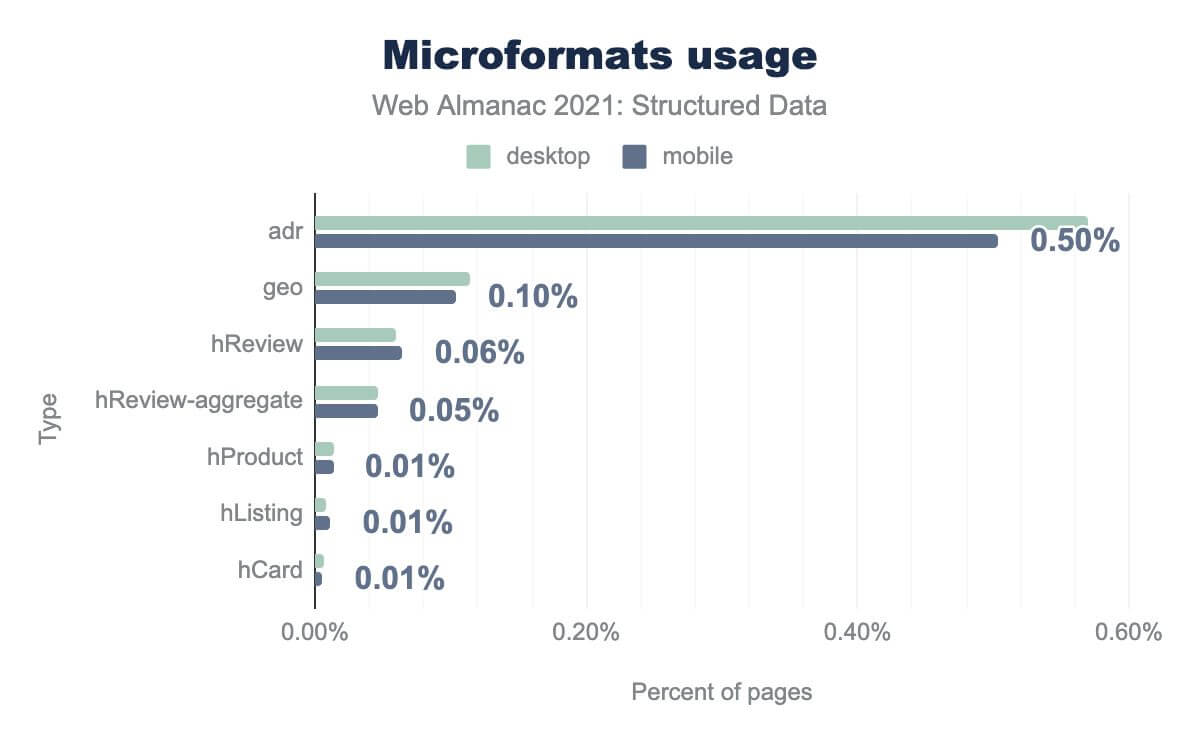 Microformats usage
Web Almanac 2021: Structured Data
desktop
mobile
Type
adr
0.50%
geo
0.10%
hReview
0.06%
hReview-aggregate
0.05%
hProduct
0.01%
hListing
0.01%
hCard
0.01%
0.00%
0.20%
0.40%
0.60%
Percent of pages